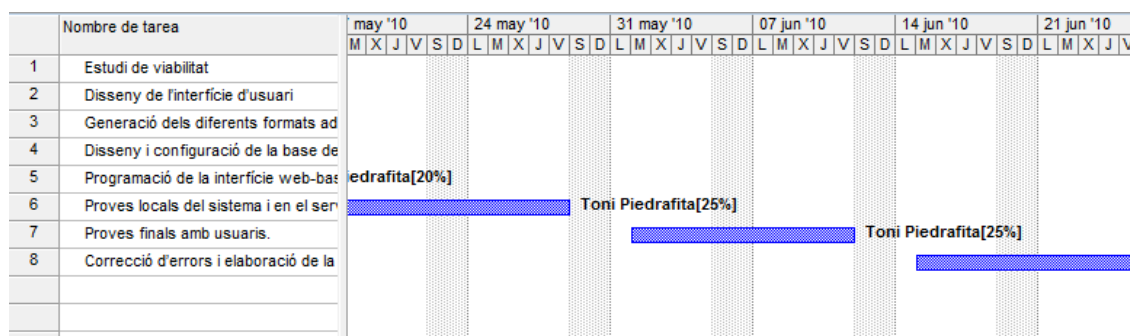 Nombre de tarea
may '10 24 may '10 31 may '10 07 jun '10 14 jun '10 21 jun '10
M X J V S D L M X J V S D L M X J V S D L M X J V S D L M X J V S D L M X J V
1 Estudi de viabilitat
2 Disseny de l'interfície d'usuari
3 Generació dels diferents formats ad
4 Disseny i configuració de la base de
5 Programació de la interfície web-bas iedrafita[20%]
6 Proves locals del sistema i en el ser Toni Piedrafita[25%]
7 Proves finals amb usuaris. Toni Piedrafita[25%]
8 Correcció d'errors i elaboració de la